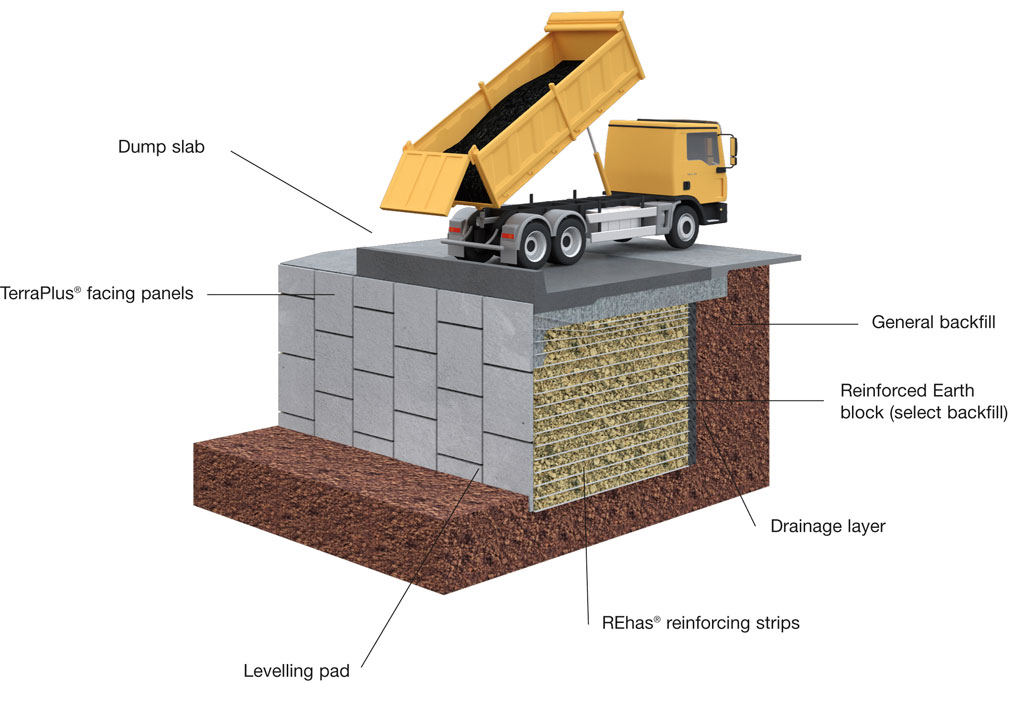 Dump slab
TerraPlus® facing panels
General backfill
Reinforced Earth
block (select backfill)
Drainage layer
REhas® reinforcing strips
Levelling pad